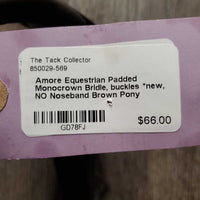 The Tack Collector
850029-569
Amore Equestrian Padded
Monocrown Bridle, buckles *new,
NO Noseband Brown Pony
GD78FJ
$66.00